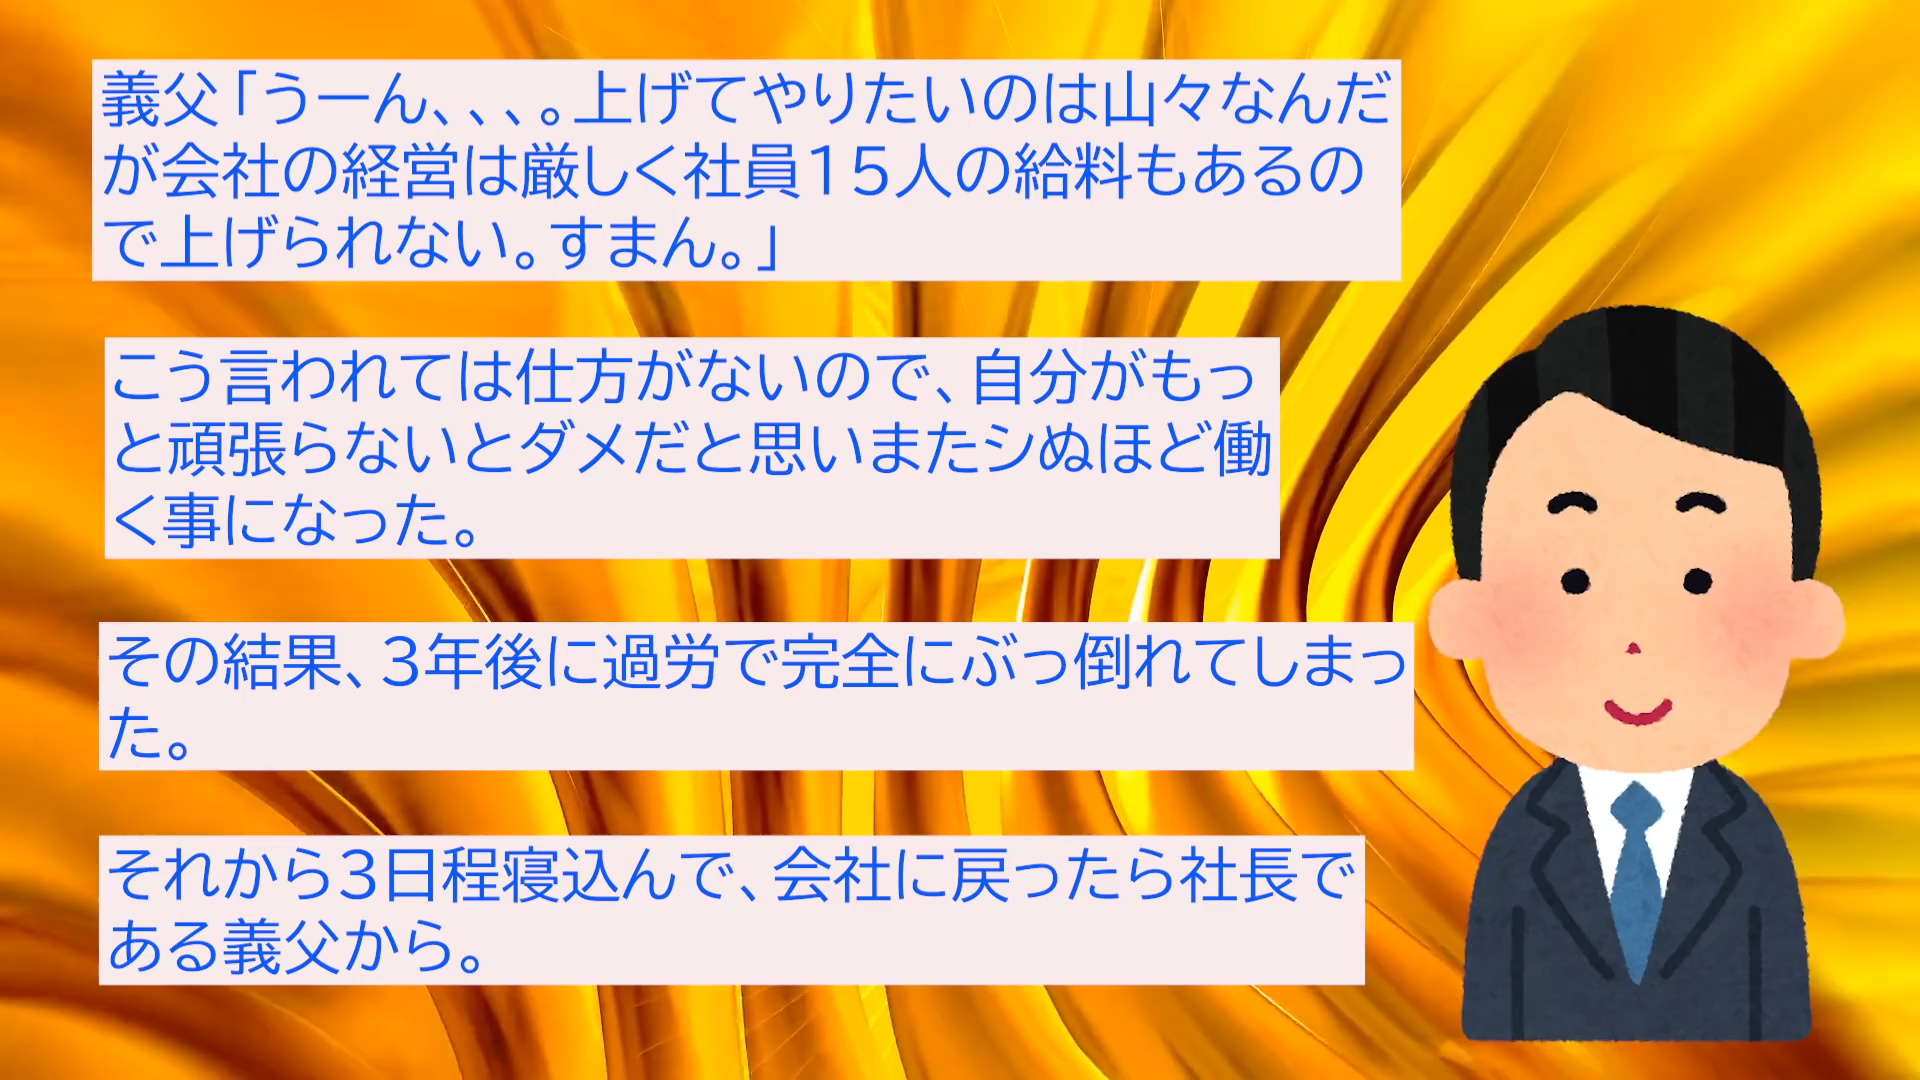 義父「うーん、、、。上げてやりたいのは山々なんだ
が会社の経営は厳しく社員15人の給料もあるの
で上げられない。すまん。」
こう言われては仕方がないので、自分がもっ
と頑張らないとダメだと思いまたシぬほど働
く事になった。
その結果、3年後に過労で完全にぶっ倒れてしまっ
た。
それから3日程寝込んで、会社に戻ったら社長で
ある義父から。